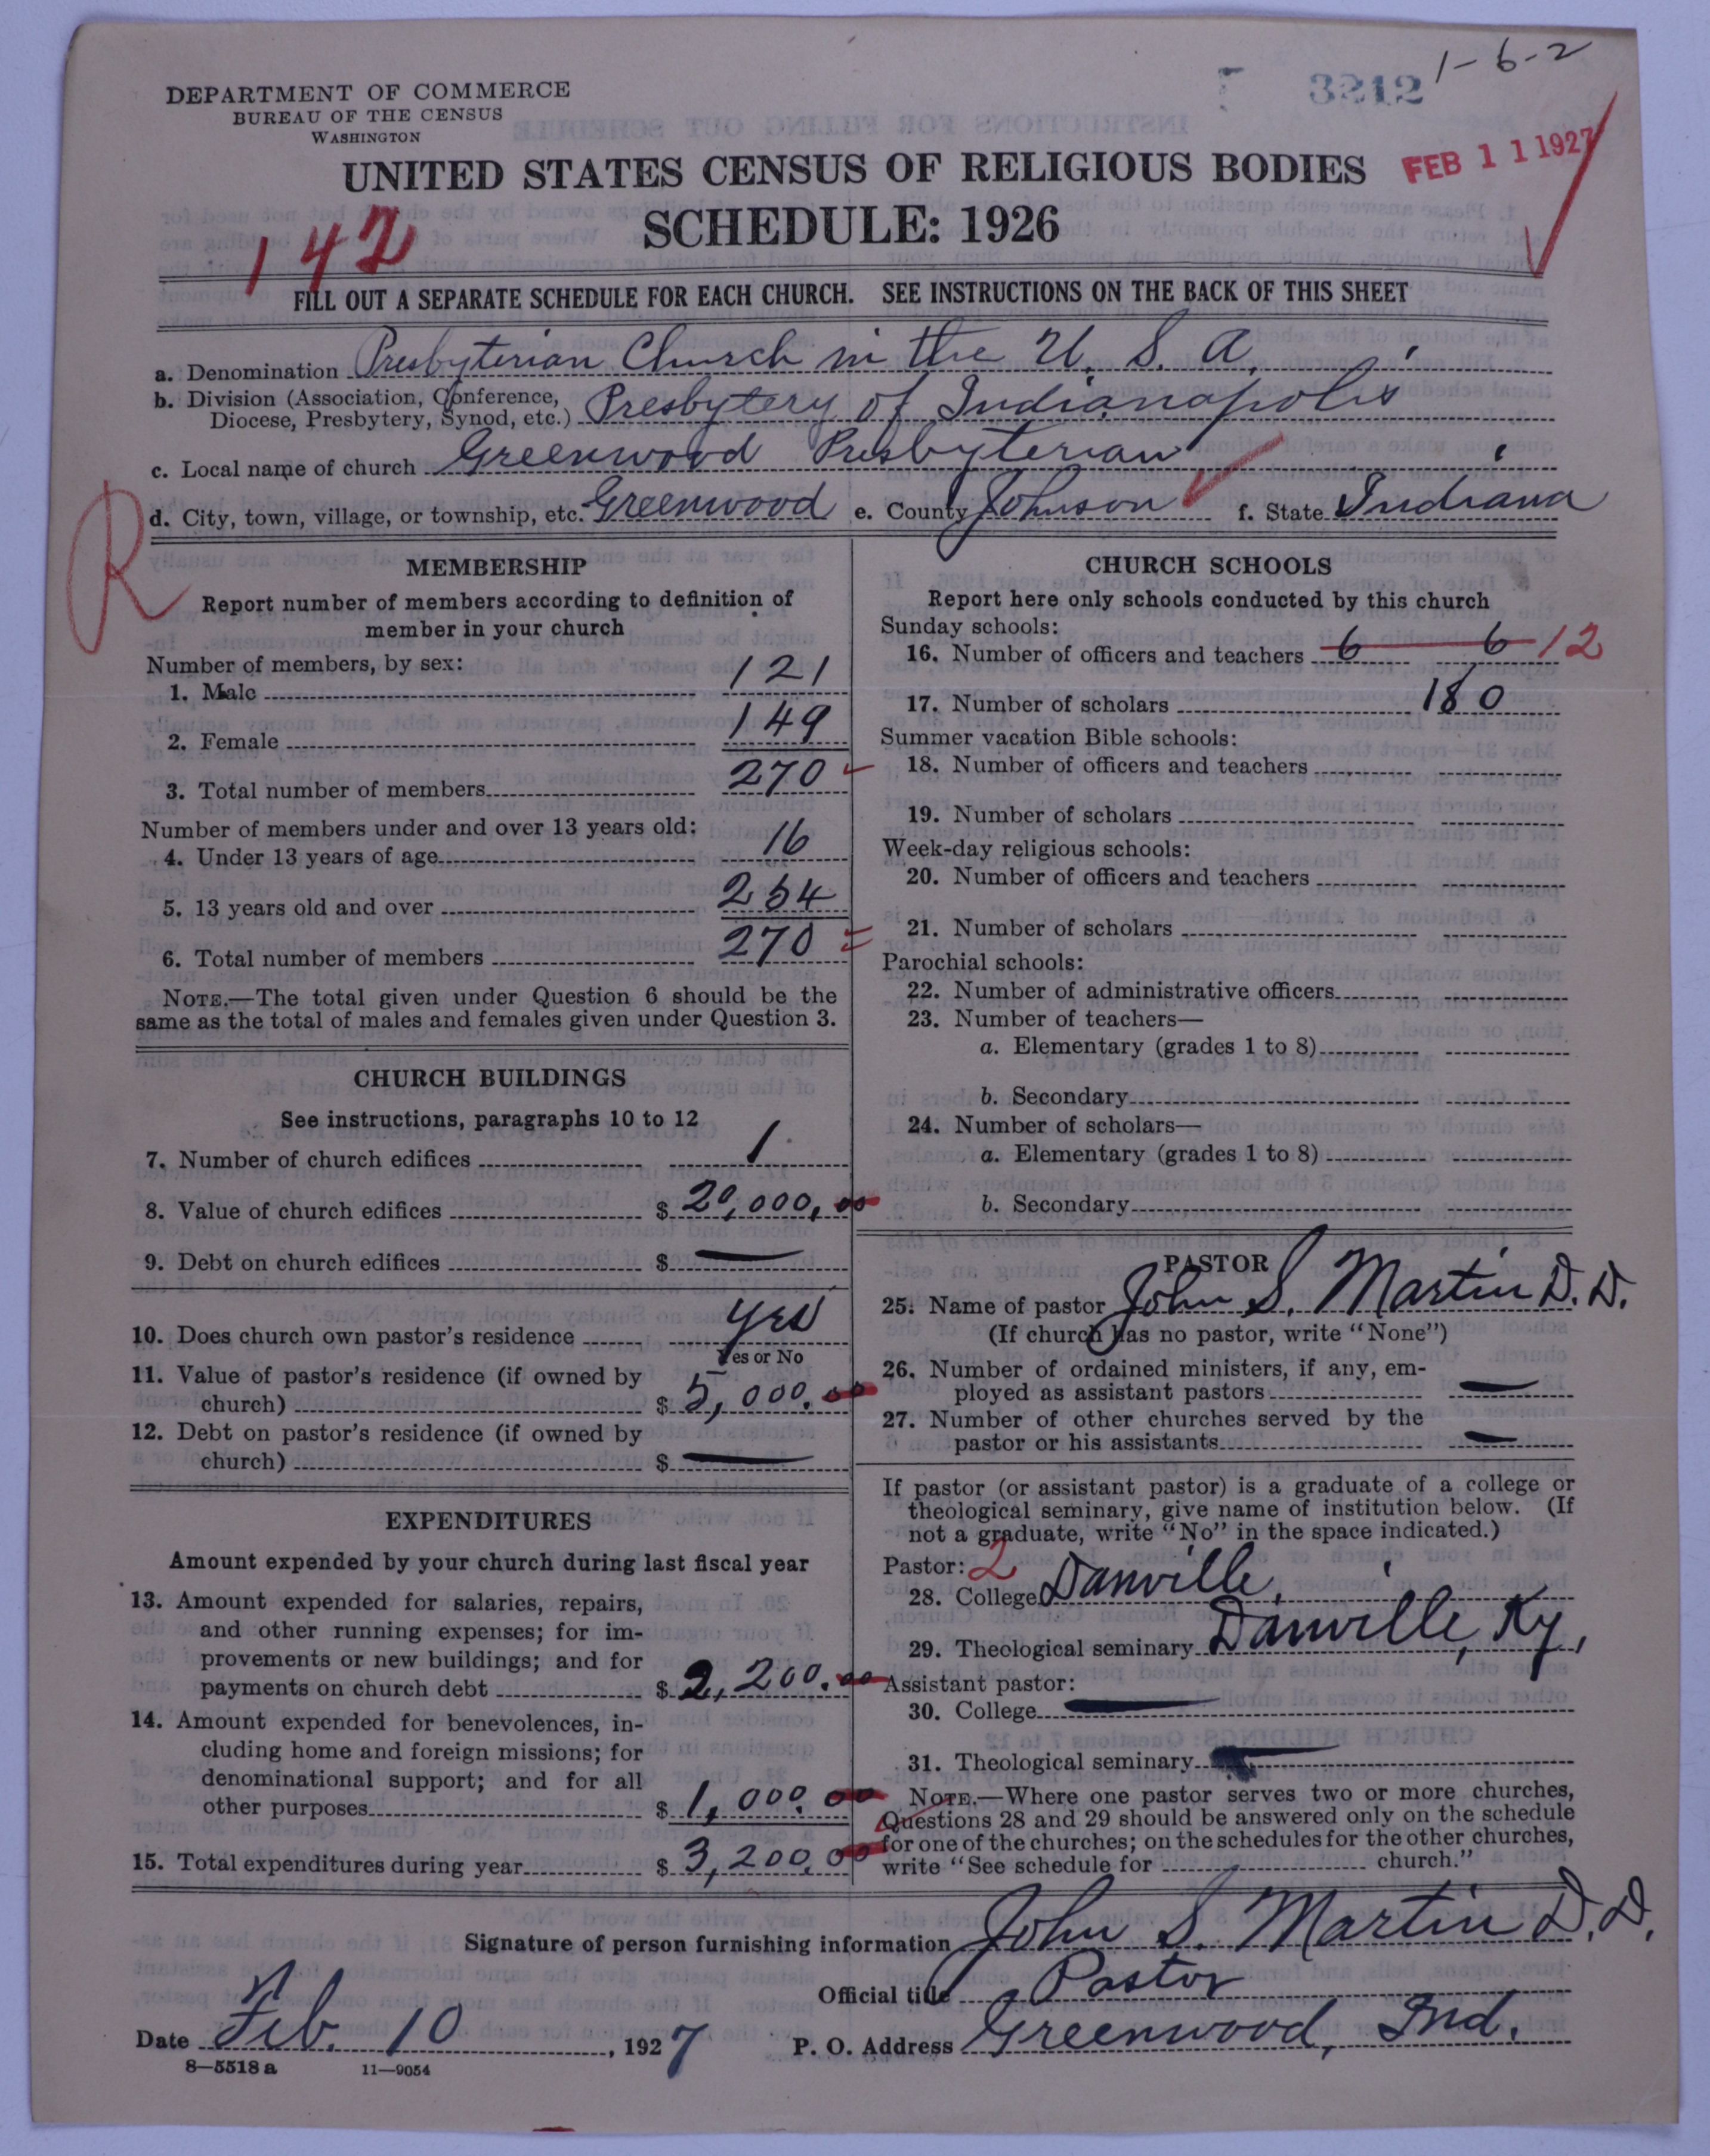 1-6-2
3212
DEPARTMENT OF COMMERCE
BUREAU OF THE CENSUS
WASHINGTON
UNITED STATES CENSUS OF RELIGIOUS BODIES
FEB 11 1927
SCHEDULE: 1926
142
FILL OUT A SEPARATE SCHEDULE FOR EACH CHURCH. SEE INSTRUCTIONS ON THE BACK OF THIS SHEET
a. Denomination Presbyterian Church in the U. S. A.
b. Division (Association, Conference,
Diocese, Presbytery, Synod, etc.) Presbytery of Indianapolis
c. Local name of church Greenwood Presbyterian
d. City, town, village, or township, etc. Greenwood e. County Johnson f. State Indiana
R
MEMBERSHIP
Report number of members according to definition of
member in your church
Number of members, by sex:
1. Male 121
2. Female 149
3. Total number of members 270
Number of members under and over 13 years old:
4. Under 13 years of age 16
5. 13 years old and over 254
6. Total number of members 270
NOTE.—The total given under Question 6 should be the
same as the total of males and females given under Question 3.
CHURCH BUILDINGS
See instructions, paragraphs 10 to 12
7. Number of church edifices 1
8. Value of church edifices $ 20,000.00
9. Debt on church edifices $ —
10. Does church own pastor's residence Yes
Yes or No
11. Value of pastor's residence (if owned by
church) $ 5,000.00
12. Debt on pastor's residence (if owned by
church) $ —
EXPENDITURES
Amount expended by your church during last fiscal year
13. Amount expended for salaries, repairs,
and other running expenses; for im-
provements or new buildings; and for
payments on church debt $ 2,200.00
14. Amount expended for benevolences, in-
cluding home and foreign missions; for
denominational support; and for all
other purposes $ 1,000.00
15. Total expenditures during year $ 3,200.00
CHURCH SCHOOLS
Report here only schools conducted by this church
Sunday schools:
16. Number of officers and teachers 6 6 12
17. Number of scholars 180
Summer vacation Bible schools:
18. Number of officers and teachers
19. Number of scholars
Week-day religious schools:
20. Number of officers and teachers
21. Number of scholars
Parochial schools:
22. Number of administrative officers
23. Number of teachers—
a. Elementary (grades 1 to 8)
b. Secondary
24. Number of scholars—
a. Elementary (grades 1 to 8)
b. Secondary
PASTOR
25. Name of pastor John S. Martin D. D.
(If church has no pastor, write "None")
26. Number of ordained ministers, if any, em-
ployed as assistant pastors —
27. Number of other churches served by the
pastor or his assistants —
If pastor (or assistant pastor) is a graduate of a college or
theological seminary, give name of institution below. (If
not a graduate, write "No" in the space indicated.)
Pastor: 2
28. College Danville
29. Theological seminary Danville, Ky,
Assistant pastor:
30. College —
31. Theological seminary —
NOTE.—Where one pastor serves two or more churches,
Questions 28 and 29 should be answered only on the schedule
for one of the churches; on the schedules for the other churches,
write "See schedule for church."
Signature of person furnishing information John S. Martin D. D.
Official title Pastor
Date Feb. 10, 1927 P. O. Address Greenwood, Ind.
8—5518 a 11—9054